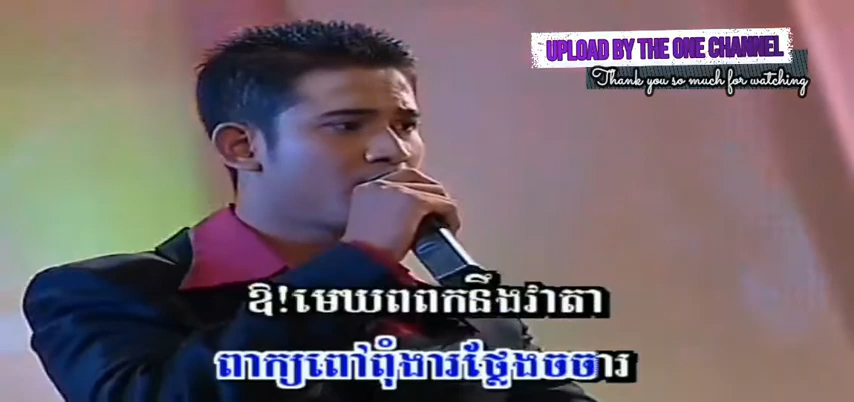 UPLOAD BY THE ONE CHANNEL
Thank you so much for watching
ឱ!មេឃពពកនឹងវាតា
ពាក្យពៅពុំងារថ្លែងចចារ